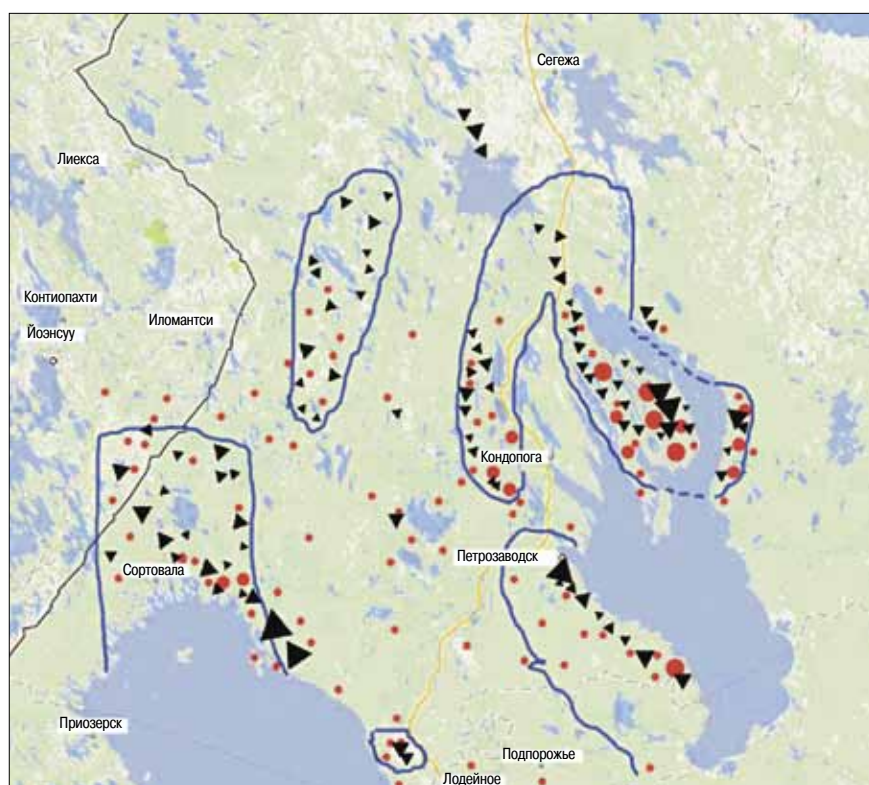 Сегежа
Лиекса
Контиопахти
Иломантси
Йоэнсуу
Кондопога
Петрозаводск
Сортовала
Приозерск
Подпорожье
Лодейное